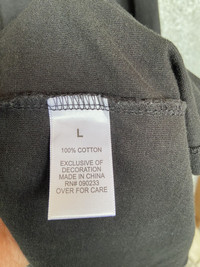 L
100% COTTON
EXCLUSIVE OF
DECORATION
MADE IN CHINA
RN# 090233
OVER FOR CARE